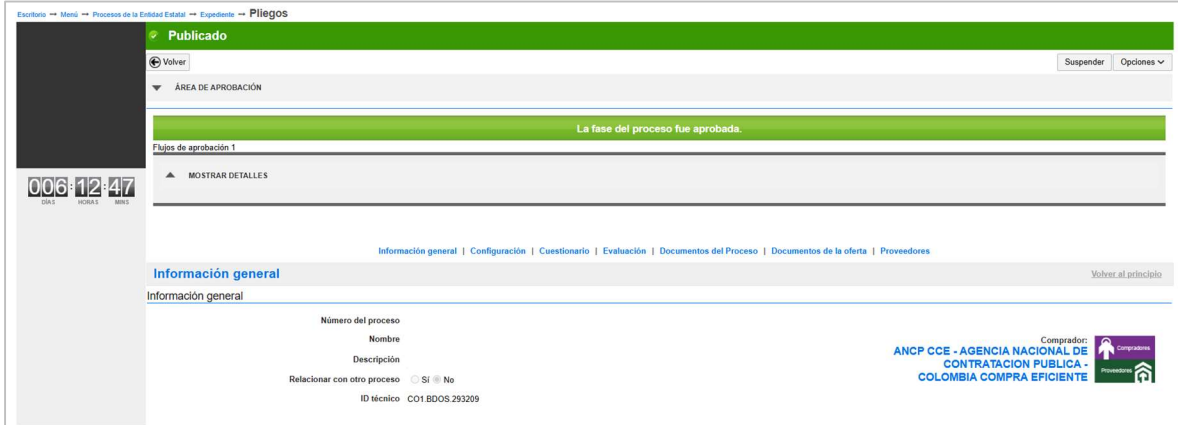 Escritorio → Menú → Procesos de la Entidad Estatal → Expediente → Pliegos
Publicado
Volver
Suspender
Opciones
ÁREA DE APROBACIÓN
La fase del proceso fue aprobada.
Flujos de aprobación 1
MOSTRAR DETALLES
006:12:47
DÍAS HORAS MINS
Información general | Configuración | Cuestionario | Evaluación | Documentos del Proceso | Documentos de la oferta | Proveedores
Información general
Volver al principio
Información general
Número del proceso
Nombre
Descripción
Relacionar con otro proceso Sí No
ID técnico CO1.BDOS.293209
Comprador:
ANCP CCE - AGENCIA NACIONAL DE
CONTRATACION PUBLICA -
COLOMBIA COMPRA EFICIENTE
Compradores
Proveedores